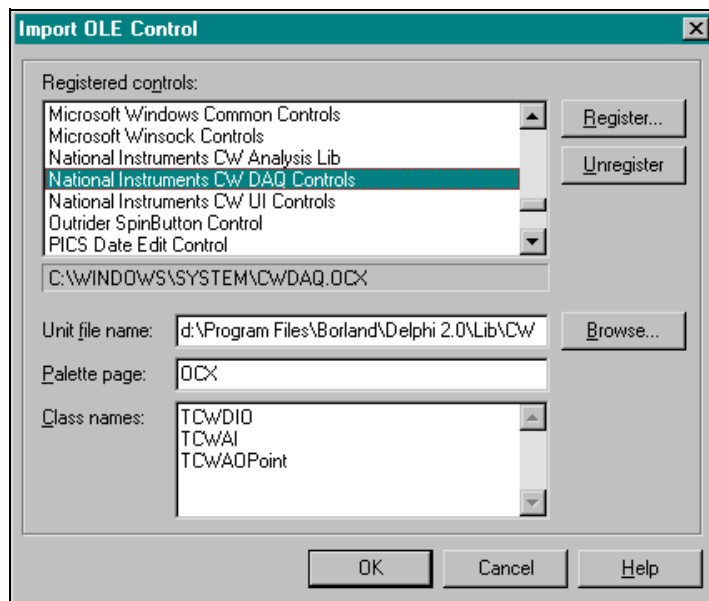 Import OLE Control
Registered controls:
Microsoft Windows Common Controls
Microsoft Winsock Controls
National Instruments CW Analysis Lib
National Instruments CW DAQ Controls
National Instruments CW UI Controls
Outrider SpinButton Control
PICS Date Edit Control
Register...
Unregister
C:\WINDOWS\SYSTEM\CWDAQ.OCX
Unit file name:
d:\Program Files\Borland\Delphi 2.0\Lib\CW
Browse...
Palette page:
OCX
Class names:
TCWDIO
TCWAI
TCWAOPoint
OK
Cancel
Help